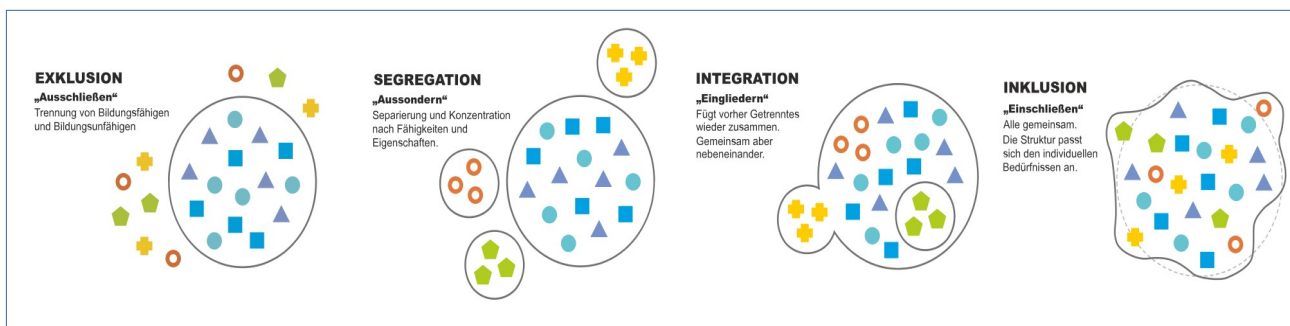 EXKLUSION
„Ausschließen“
Trennung von Bildungsfähigen
und Bildungsunfähigen
SEGREGATION
„Aussondern“
Separierung und Konzentration
nach Fähigkeiten und
Eigenschaften.
INTEGRATION
„Eingliedern“
Fügt vorher Getrenntes
wieder zusammen.
Gemeinsam aber
nebeneinander.
INKLUSION
„Einschließen“
Alle gemeinsam.
Die Struktur passt
sich den individuellen
Bedürfnissen an.